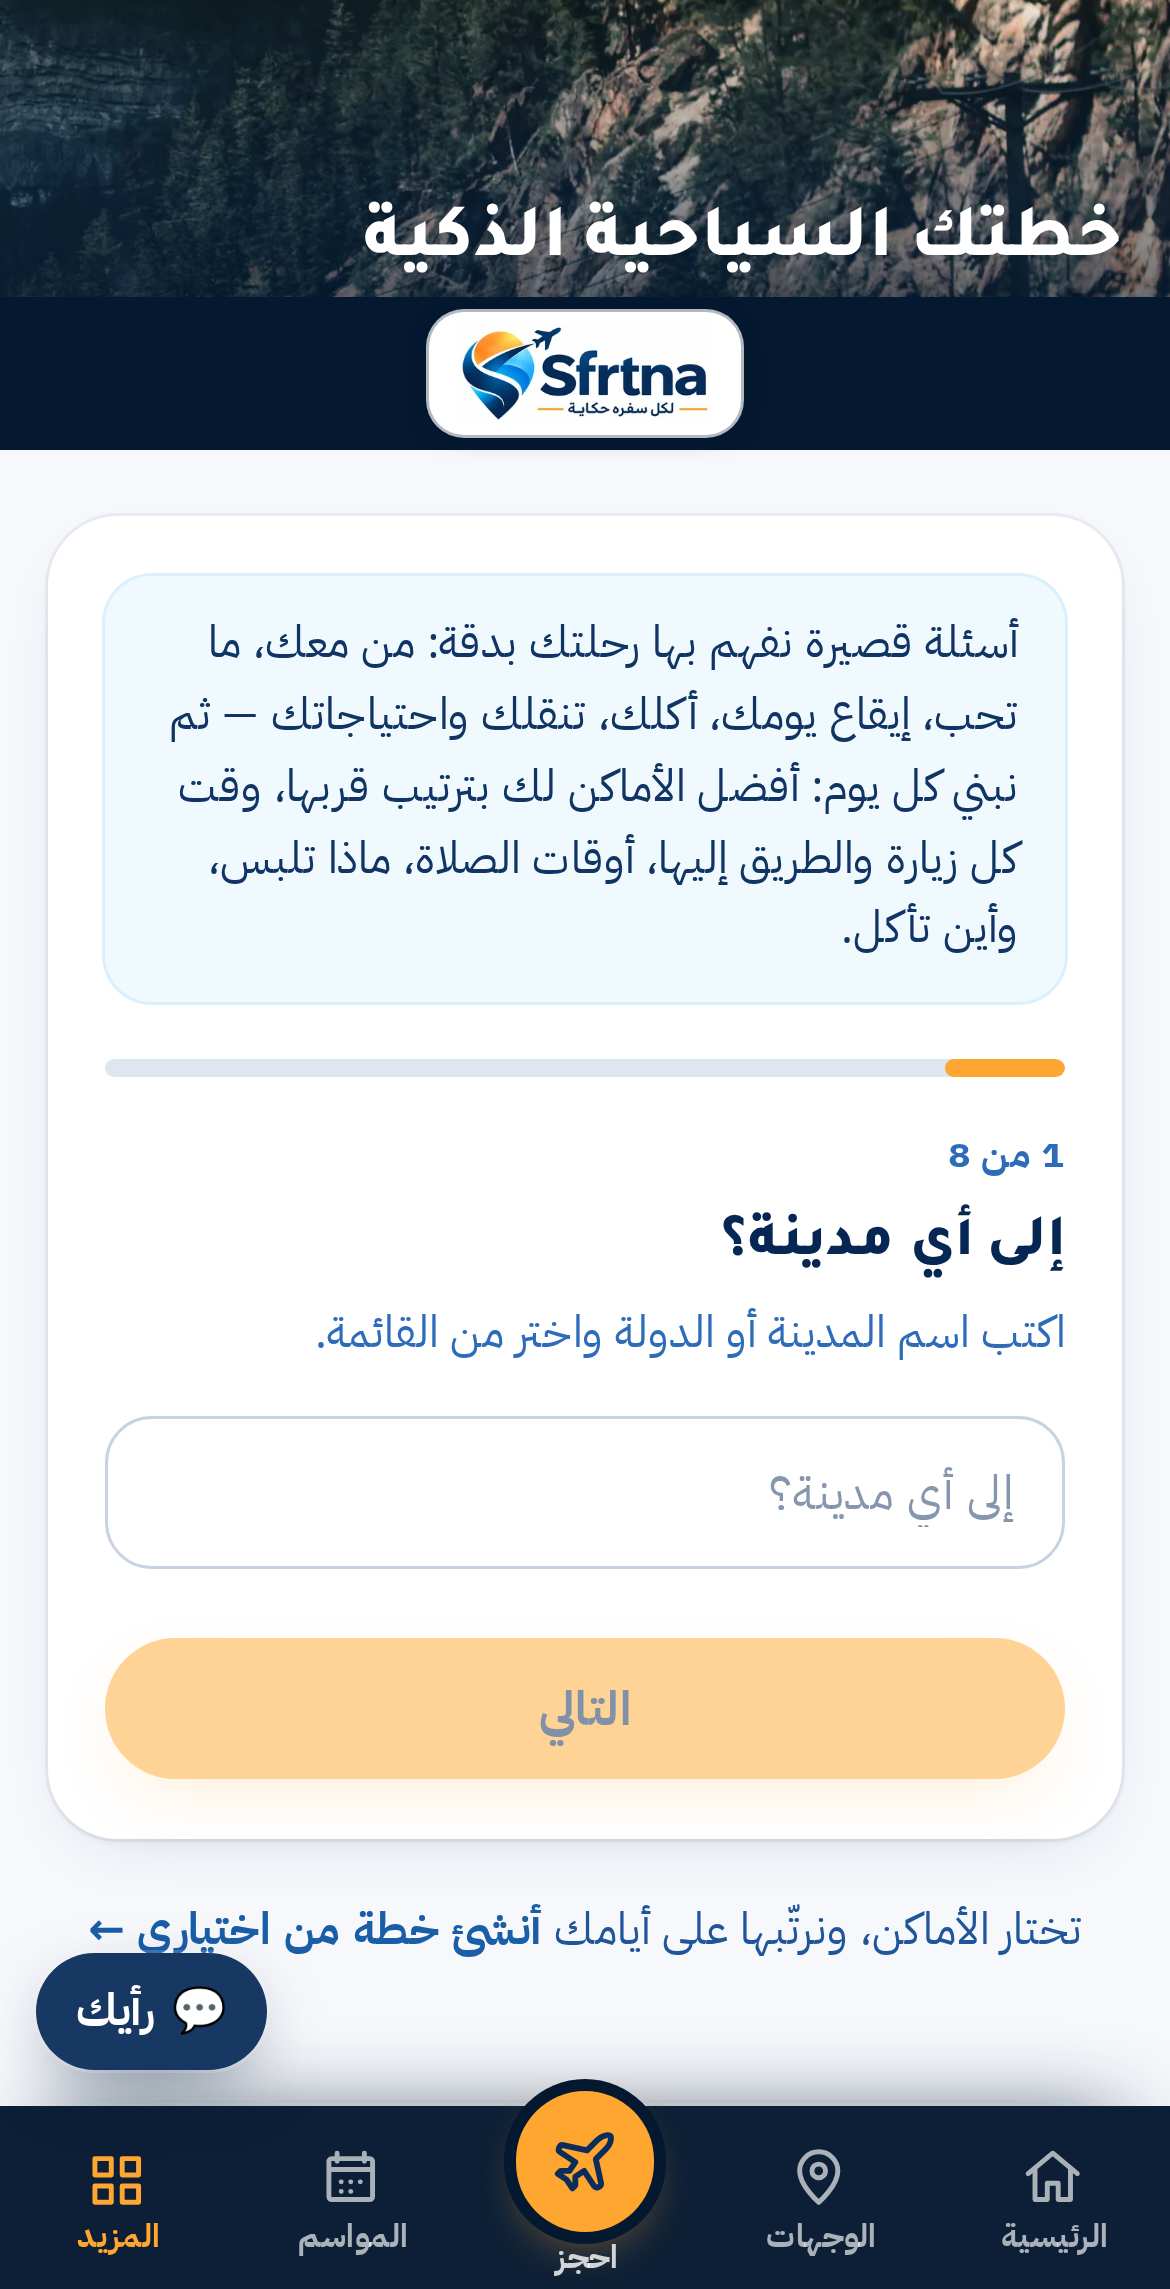 خطتك السياحية الذكية
Sfrtna
لكل سفره حكاية
أسئلة قصيرة نفهم بها رحلتك بدقة: من معك، ما
تحب، إيقاع يومك، أكلك، تنقلك واحتياجاتك — ثم
نبني كل يوم: أفضل الأماكن لك بترتيب قربها، وقت
كل زيارة والطريق إليها، أوقات الصلاة، ماذا تلبس،
وأين تأكل.
1 من 8
إلى أي مدينة؟
اكتب اسم المدينة أو الدولة واختر من القائمة.
إلى أي مدينة؟
التالي
تختار الأماكن، ونرتّبها على أيامك أنشئ خطة من اختياري ←
💬 رأيك
الرئيسية
الوجهات
احجز
المواسم
المزيد